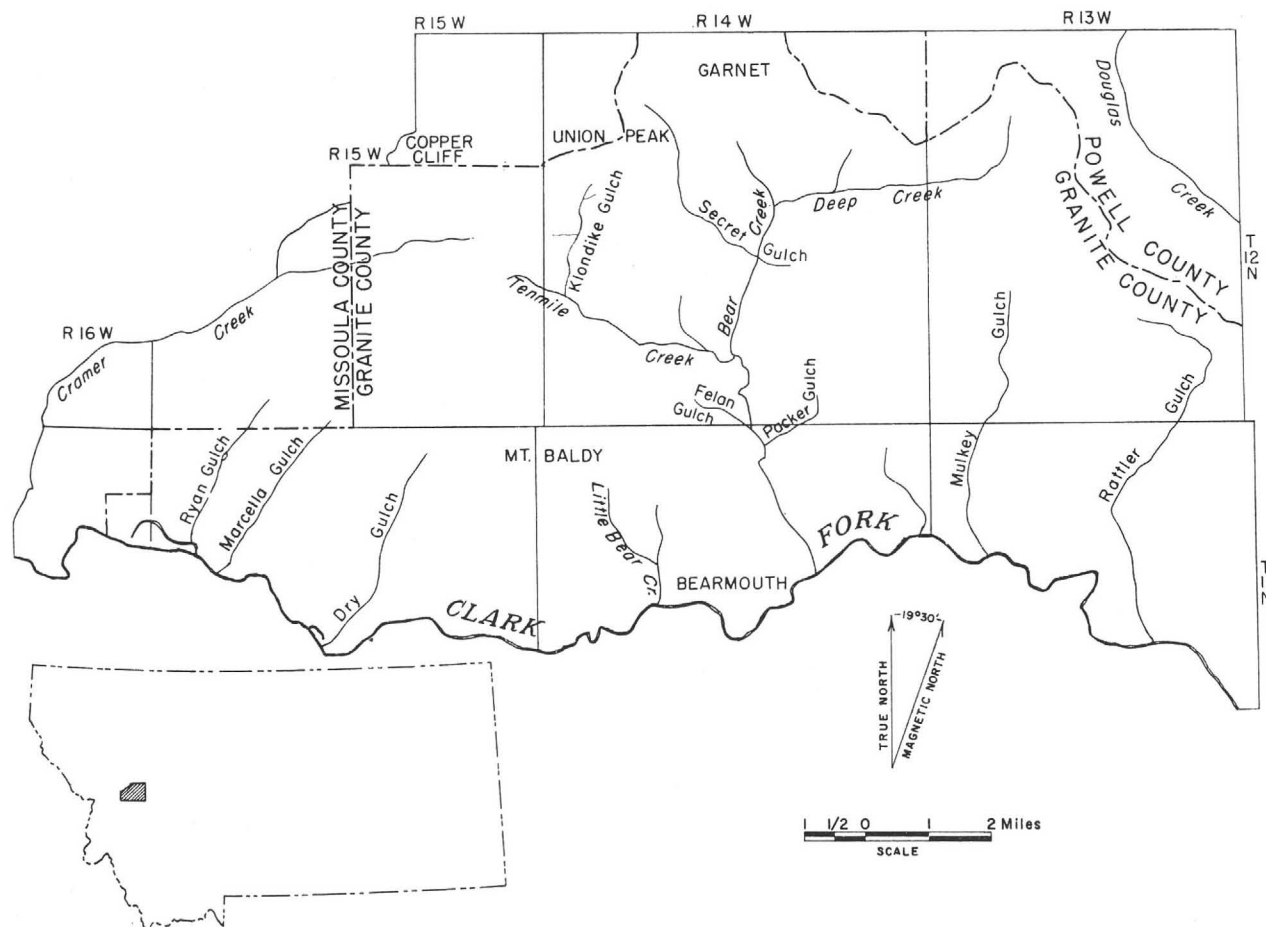 R 15 W
R 14 W
R 13 W
GARNET
Douglas
Creek
COPPER
CLIFF
UNION PEAK
R 15 W
POWELL COUNTY
GRANITE COUNTY
T
12
N
MISSOULA COUNTY
GRANITE COUNTY
Klondike Gulch
Secret
Gulch
Bear
Creek
Deep Creek
Tenmile
Creek
R 16 W
Cramer
Creek
Felan
Gulch
Packer Gulch
Mulkey
Gulch
Rattler
Gulch
Ryan Gulch
Marcella Gulch
Dry
Gulch
MT. BALDY
Little Bear Cr.
BEARMOUTH
CLARK
FORK
T
11
N
-19°30'-
TRUE NORTH
MAGNETIC NORTH
1 1/2 0 1 2 Miles
SCALE